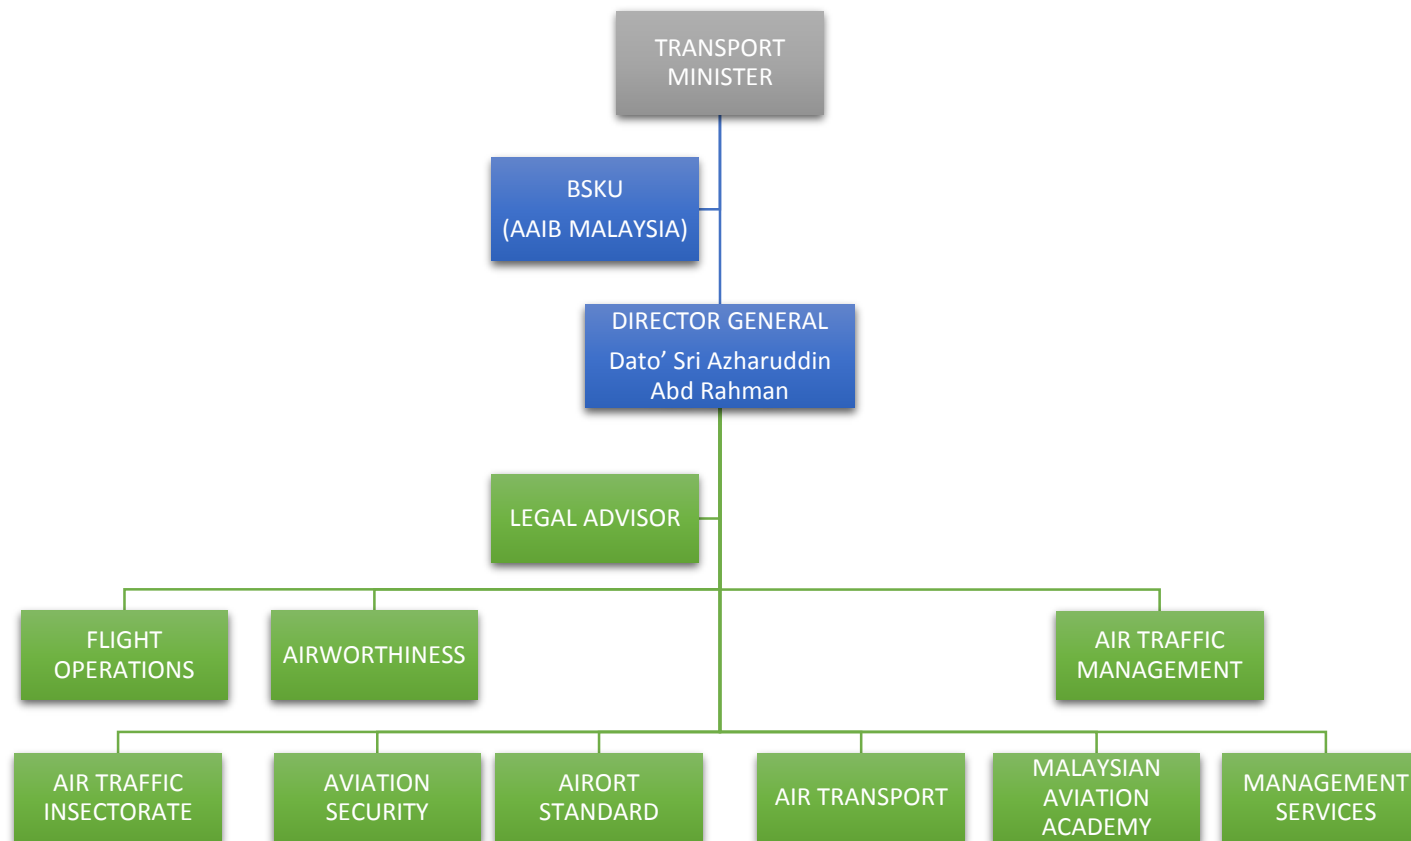 TRANSPORT
MINISTER
BSKU
(AAIB MALAYSIA)
DIRECTOR GENERAL
Dato’ Sri Azharuddin
Abd Rahman
LEGAL ADVISOR
FLIGHT
OPERATIONS
AIRWORTHINESS
AIR TRAFFIC
MANAGEMENT
AIR TRAFFIC
INSECTORATE
AVIATION
SECURITY
AIRORT
STANDARD
AIR TRANSPORT
MALAYSIAN
AVIATION
ACADEMY
MANAGEMENT
SERVICES